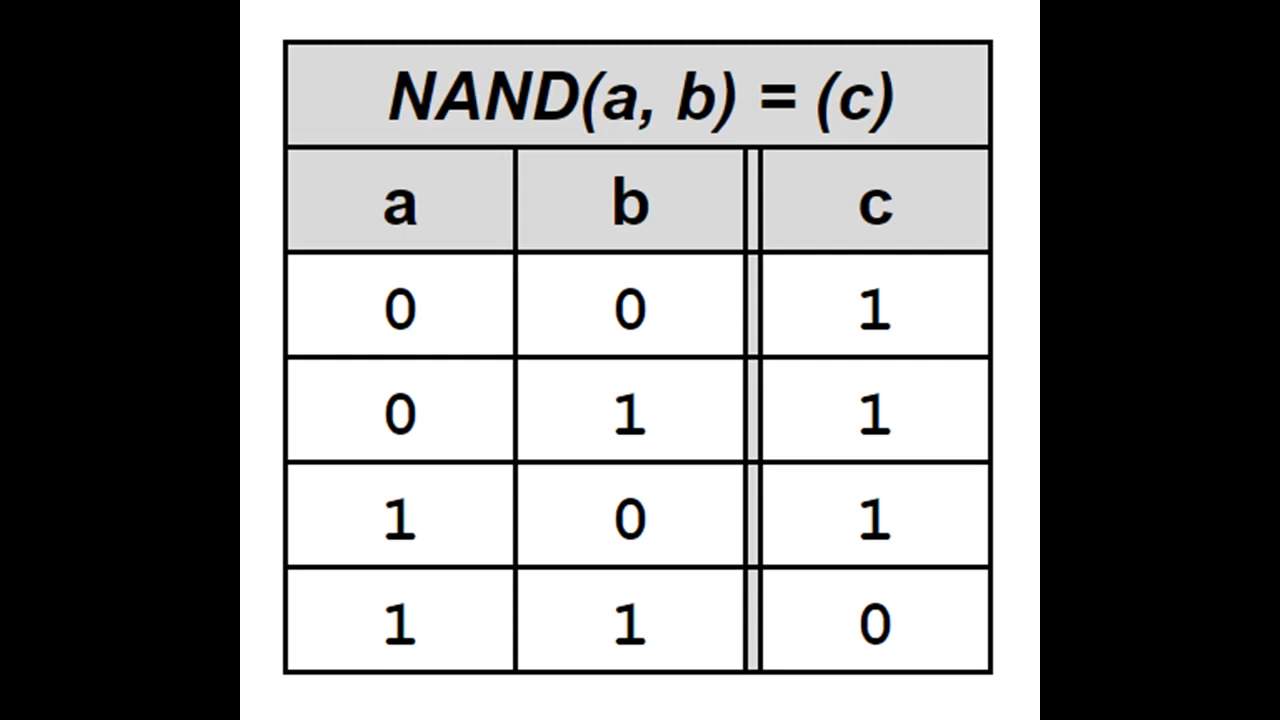 NAND(a, b) = (c)
a b c
0 0 1
0 1 1
1 0 1
1 1 0